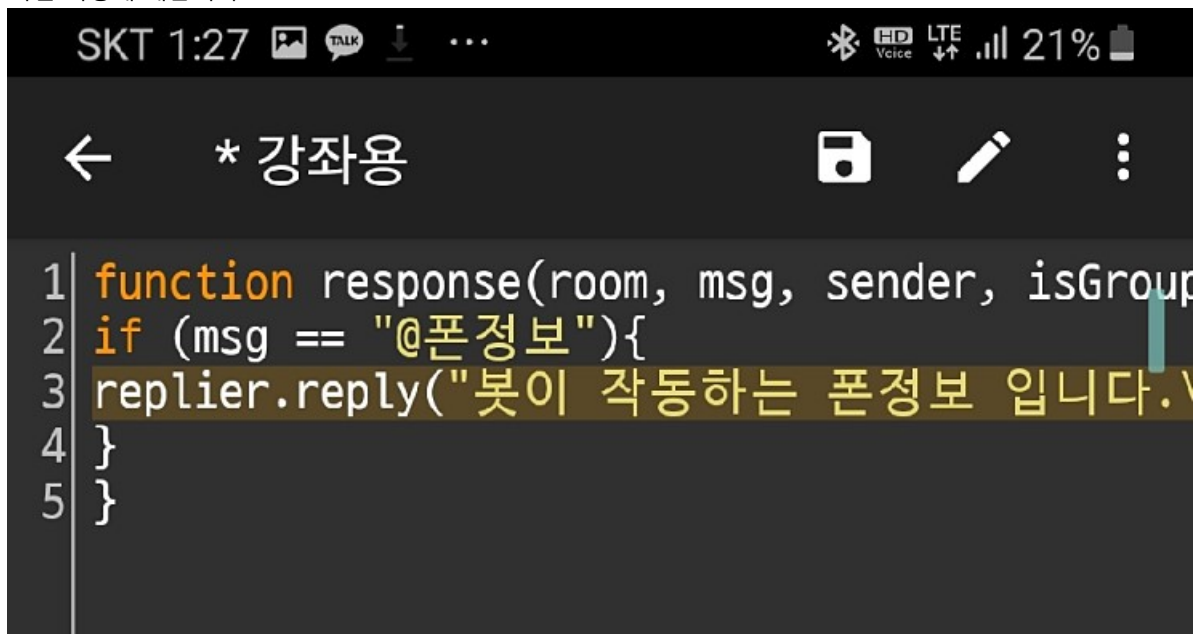 SKT 1:27 TALK ... HD Voice LTE 21%
* 강좌용
1 function response(room, msg, sender, isGroup
2 if (msg == "@폰정보"){
3 replier.reply("봇이 작동하는 폰정보 입니다.\
4 }
5 }